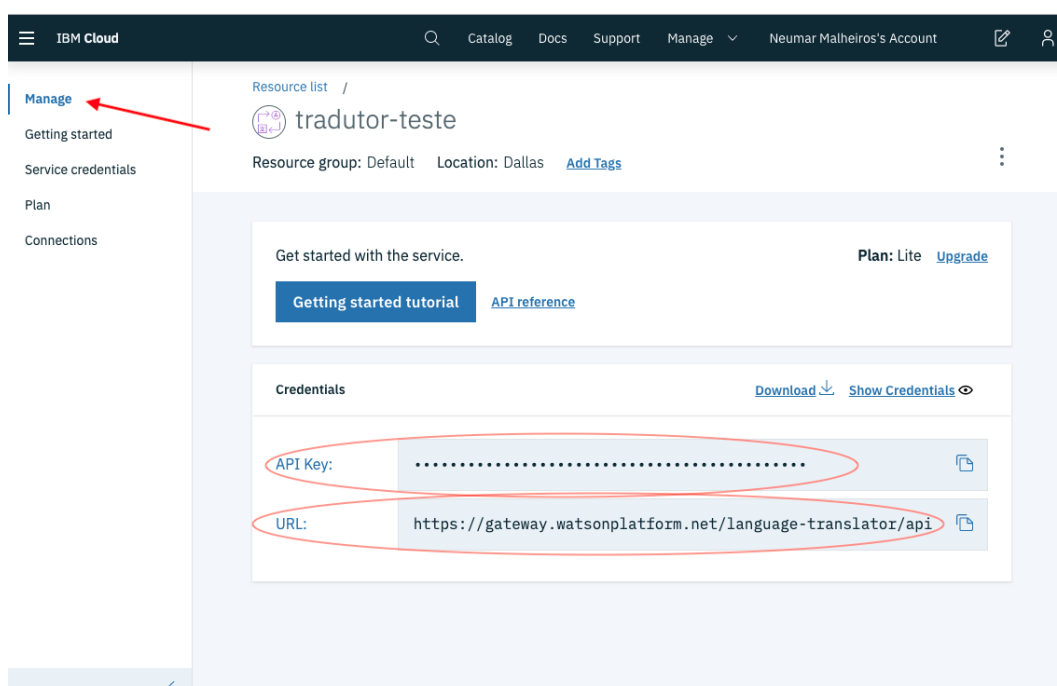 IBM Cloud Catalog Docs Support Manage Neumar Malheiros's Account
Manage
Getting started
Service credentials
Plan
Connections
Resource list /
tradutor-teste
Resource group: Default Location: Dallas Add Tags
Get started with the service. Plan: Lite Upgrade
Getting started tutorial API reference
Credentials Download Show Credentials
API Key: ••••••••••••••••••••••••••••••••••••••••••••
URL: https://gateway.watsonplatform.net/language-translator/api